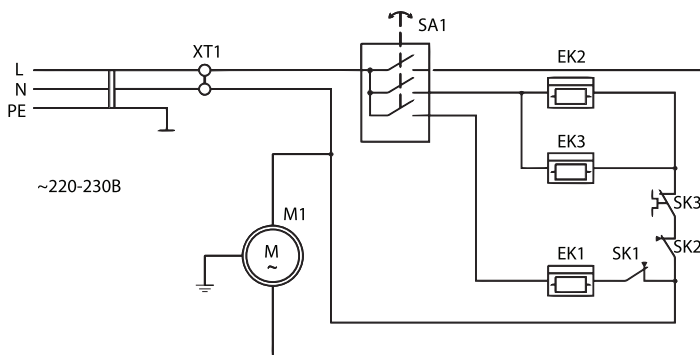 SA1
XT1
EK2
L
N
PE
EK3
~220-230В
SK3
M1
SK2
M
~
EK1
SK1